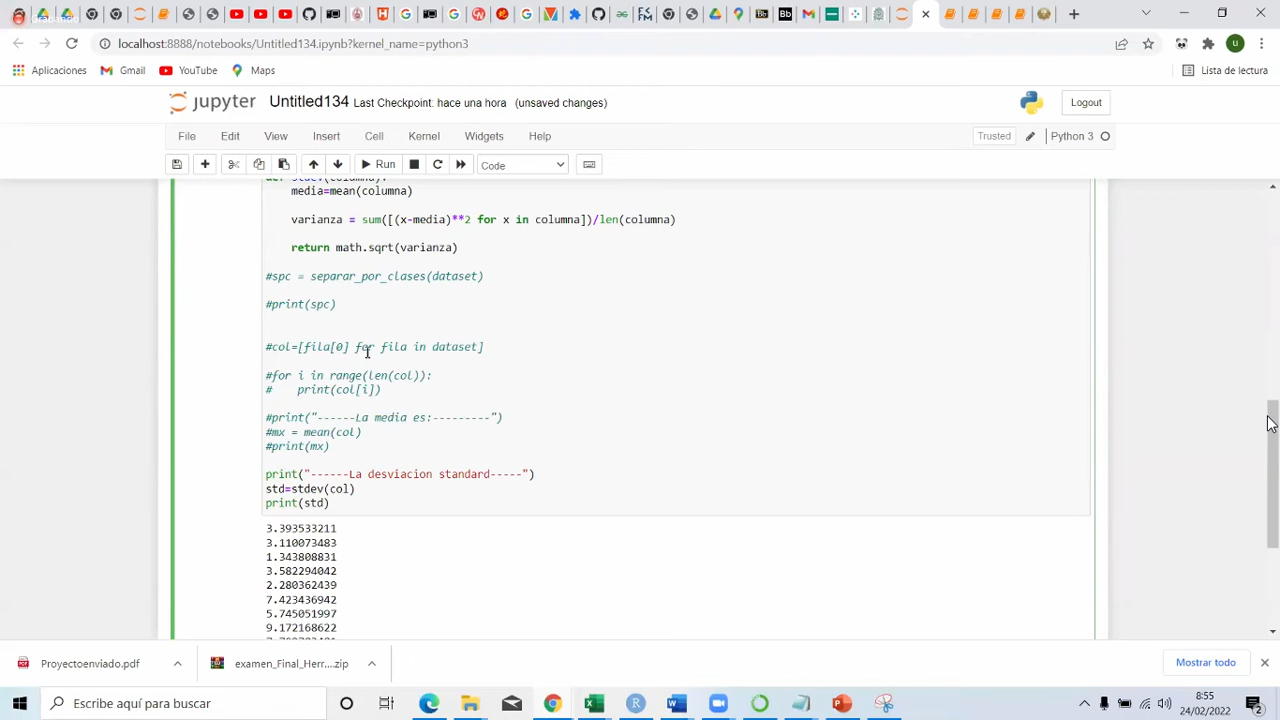 localhost:8888/notebooks/Untitled134.ipynb?kernel_name=python3
Aplicaciones Gmail YouTube Maps Lista de lectura
jupyter Untitled134 Last Checkpoint: hace una hora (unsaved changes) Logout
File Edit View Insert Cell Kernel Widgets Help Trusted Python 3
Run Code
media=mean(columna)
varianza = sum([(x-media)**2 for x in columna])/len(columna)
return math.sqrt(varianza)
#spc = separar_por_clases(dataset)
#print(spc)
#col=[fila[0] for fila in dataset]
#for i in range(len(col)):
#    print(col[i])
#print("------La media es:---------")
#mx = mean(col)
#print(mx)
print("------La desviacion standard-----")
std=stdev(col)
print(std)
3.393533211
3.110073483
1.343808831
3.582294042
2.280362439
7.423436942
5.745051997
9.172168622
Proyectoenviado.pdf examen_Final_Herr....zip Mostrar todo
Escribe aquí para buscar
8:55
24/02/2022